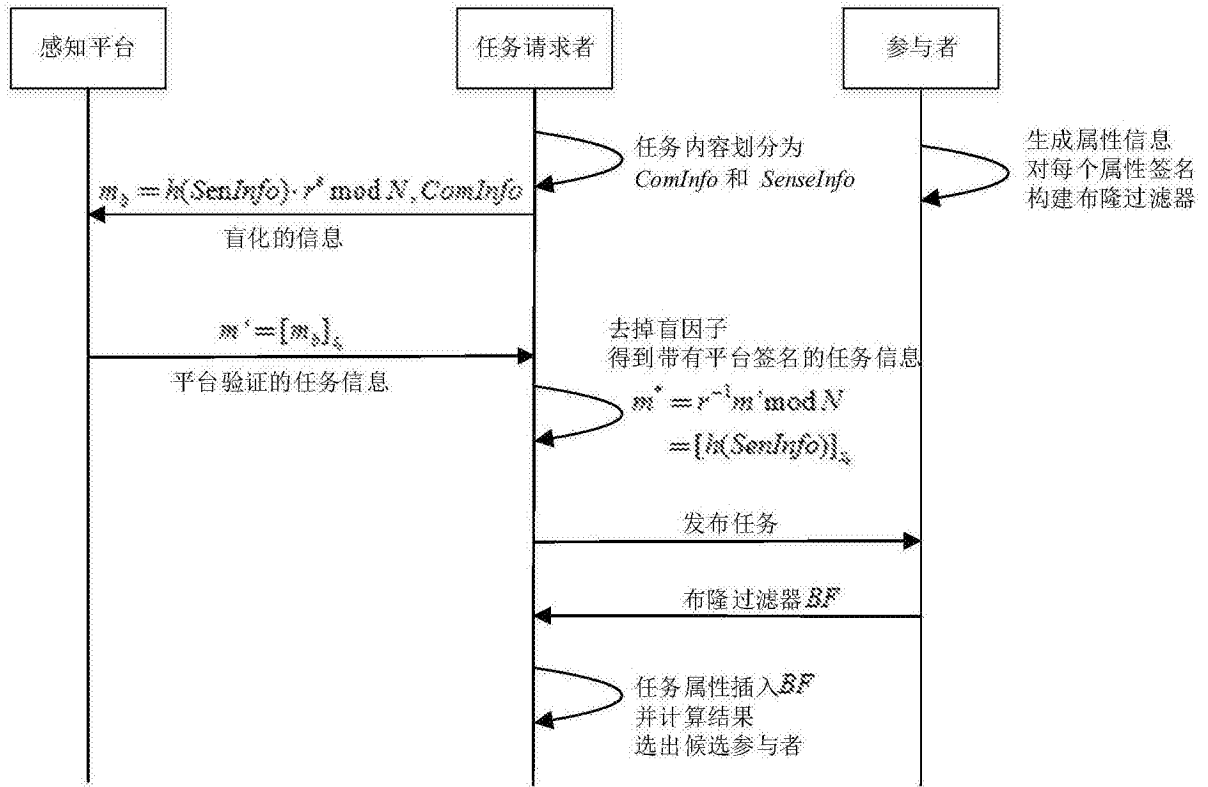 感知平台
任务请求者
参与者
任务内容划分为
ComInfo 和 SenseInfo
生成属性信息
对每个属性签名
构建布隆过滤器
m_b = h(SenInfo)·r^e mod N, ComInfo
盲化的信息
m' = [m_b]
平台验证的任务信息
去掉盲因子
得到带有平台签名的任务信息
m* = r^{-1}m' mod N
= [h(SenInfo)]
发布任务
布隆过滤器BF
任务属性插入BF
并计算结果
选出候选参与者